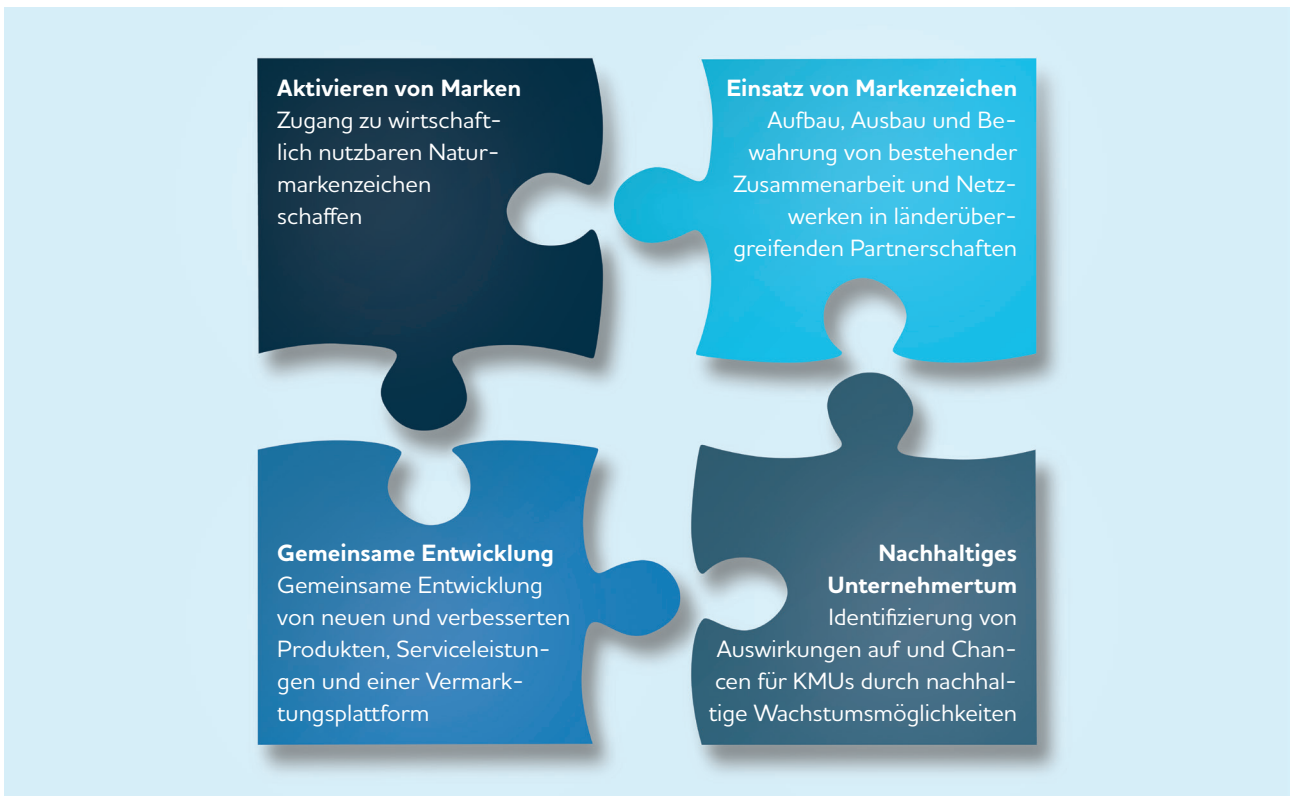 Aktivieren von Marken
Zugang zu wirtschaft-
lich nutzbaren Natur-
markenzeichen
schaffen
Einsatz von Markenzeichen
Aufbau, Ausbau und Be-
wahrung von bestehender
Zusammenarbeit und Netz-
werken in länderüber-
greifenden Partnerschaften
Gemeinsame Entwicklung
Gemeinsame Entwicklung
von neuen und verbesserten
Produkten, Serviceleistun-
gen und einer Vermark-
tungsplattform
Nachhaltiges
Unternehmertum
Identifizierung von
Auswirkungen auf und Chan-
cen für KMUs durch nachhal-
tige Wachstumsmöglichkeiten